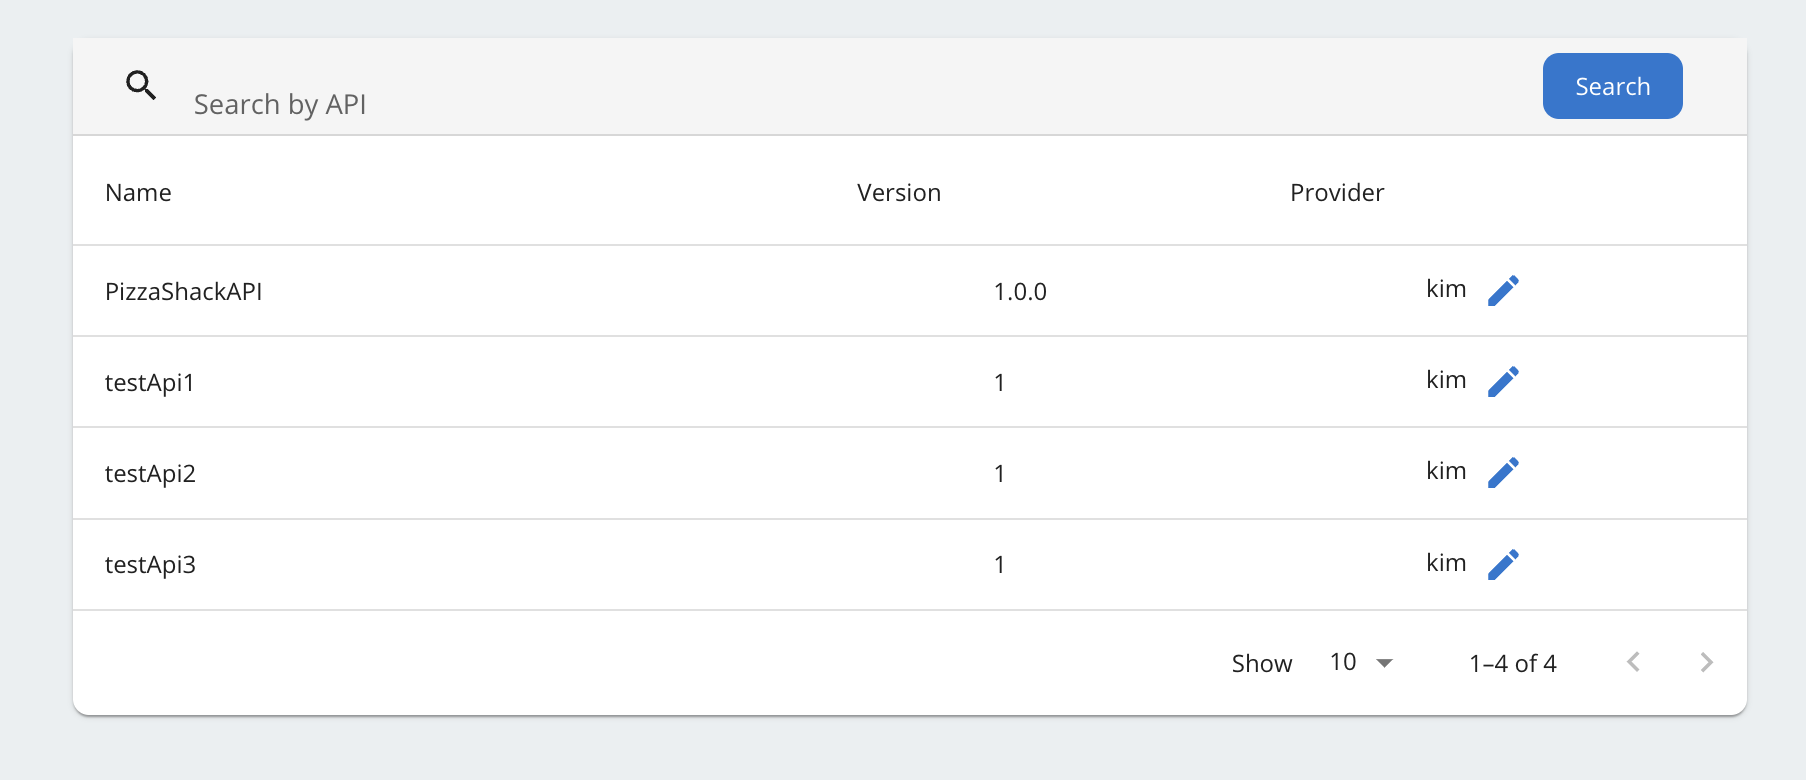 Search by API Search
Name Version Provider
PizzaShackAPI 1.0.0 kim
testApi1 1 kim
testApi2 1 kim
testApi3 1 kim
Show 10 1–4 of 4